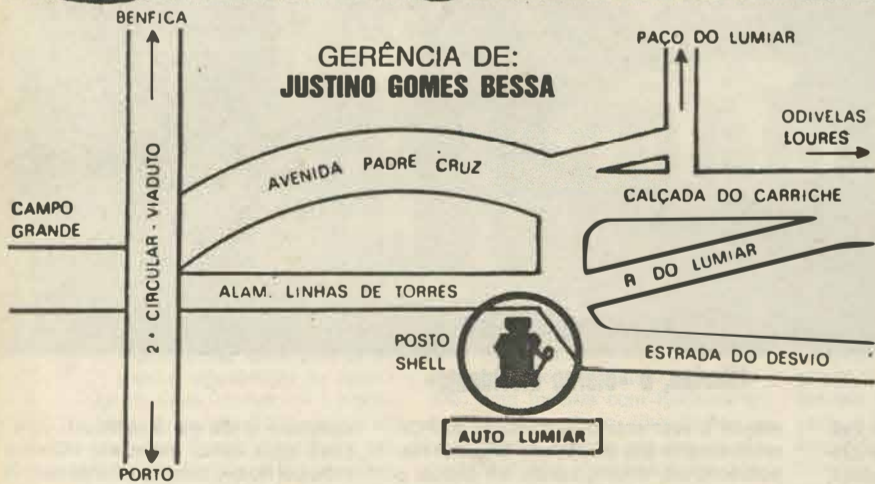 BENFICA
GERÊNCIA DE:
JUSTINO GOMES BESSA
PAÇO DO LUMIAR
ODIVELAS
LOURES
AVENIDA PADRE CRUZ
CAMPO
GRANDE
2ª CIRCULAR - VIADUTO
CALÇADA DO CARRICHE
R DO LUMIAR
ALAM. LINHAS DE TORRES
POSTO
SHELL
ESTRADA DO DESVIO
AUTO LUMIAR
PORTO